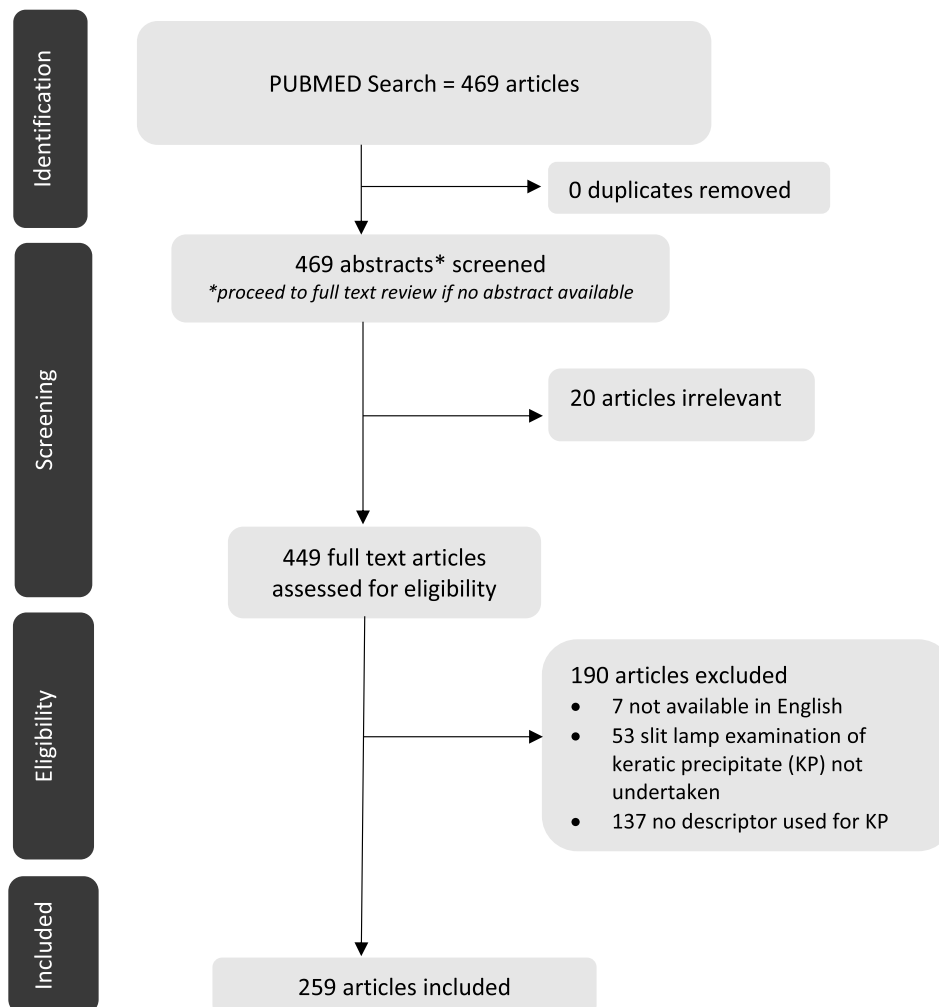 Identification
PUBMED Search = 469 articles
0 duplicates removed
Screening
469 abstracts* screened
*proceed to full text review if no abstract available
20 articles irrelevant
449 full text articles
assessed for eligibility
Eligibility
190 articles excluded
• 7 not available in English
• 53 slit lamp examination of
keratic precipitate (KP) not
undertaken
• 137 no descriptor used for KP
Included
259 articles included